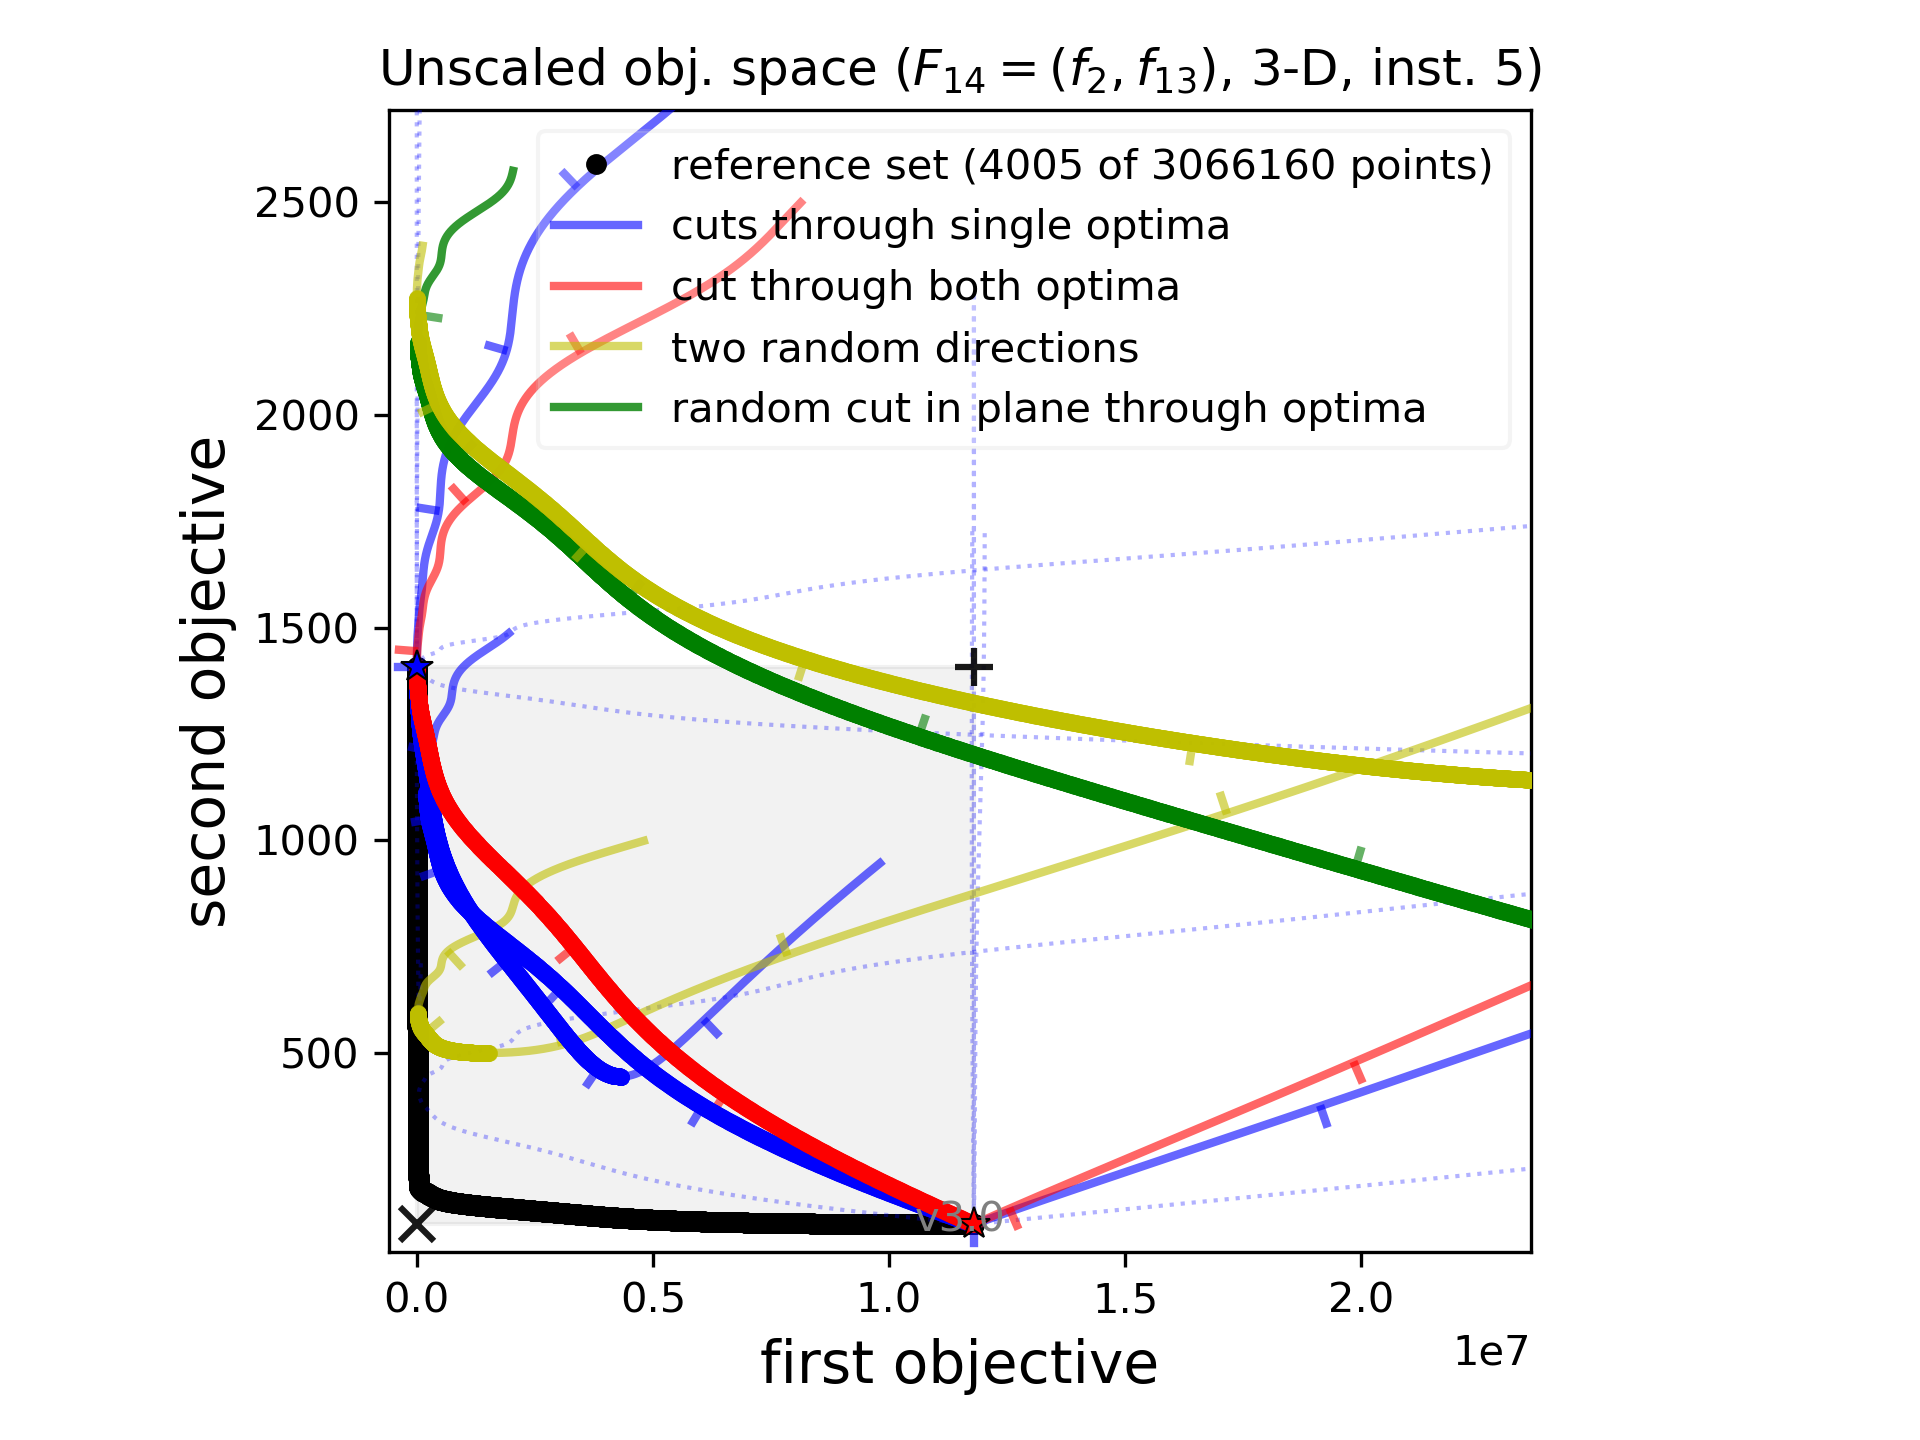 Unscaled obj. space (F14 = (f2, f13), 3-D, inst. 5)
reference set (4005 of 3066160 points)
cuts through single optima
cut through both optima
two random directions
random cut in plane through optima
second objective
2500
2000
1500
1000
500
v3.0
0.0 0.5 1.0 1.5 2.0
1e7
first objective